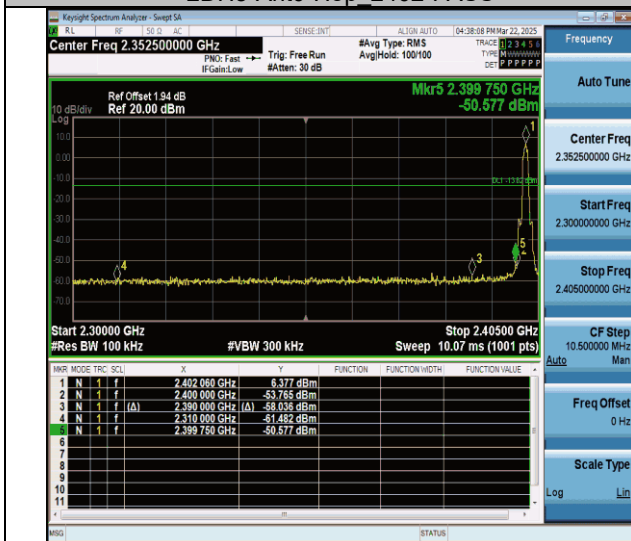 Keysight Spectrum Analyzer - Swept SA
RL RF 50 Ω AC SENSE:INT ALIGN AUTO 04:38:08 PM Mar 22, 2025
Center Freq 2.352500000 GHz
PNO: Fast
IFGain:Low
Trig: Free Run
#Atten: 30 dB
#Avg Type: RMS
Avg|Hold: 100/100
TRACE 1 2 3 4 5 6
TYPE M
DET P P P P P P
Ref Offset 1.94 dB
Ref 20.00 dBm
10 dB/div
Log
Mkr5 2.399 750 GHz
-50.577 dBm
10.0
0.00
-10.0
-20.0
-30.0
-40.0
-50.0
-60.0
-70.0
1
3
4
5
Start 2.30000 GHz
Stop 2.40500 GHz
#Res BW 100 kHz
#VBW 300 kHz
Sweep 10.07 ms (1001 pts)
MKR MODE TRC SCL X Y FUNCTION FUNCTION WIDTH FUNCTION VALUE
1 N 1 f 2.402 060 GHz 6.377 dBm
2 N 1 f 2.400 000 GHz -53.765 dBm
3 N 1 f (Δ) 2.390 000 GHz (Δ) -58.036 dBm
4 N 1 f 2.310 000 GHz -61.482 dBm
5 N 1 f 2.399 750 GHz -50.577 dBm
6
7
8
9
10
11
MSG
STATUS
Frequency
Auto Tune
Center Freq
2.352500000 GHz
Start Freq
2.300000000 GHz
Stop Freq
2.405000000 GHz
CF Step
10.500000 MHz
Auto Man
Freq Offset
0 Hz
Scale Type
Log Lin